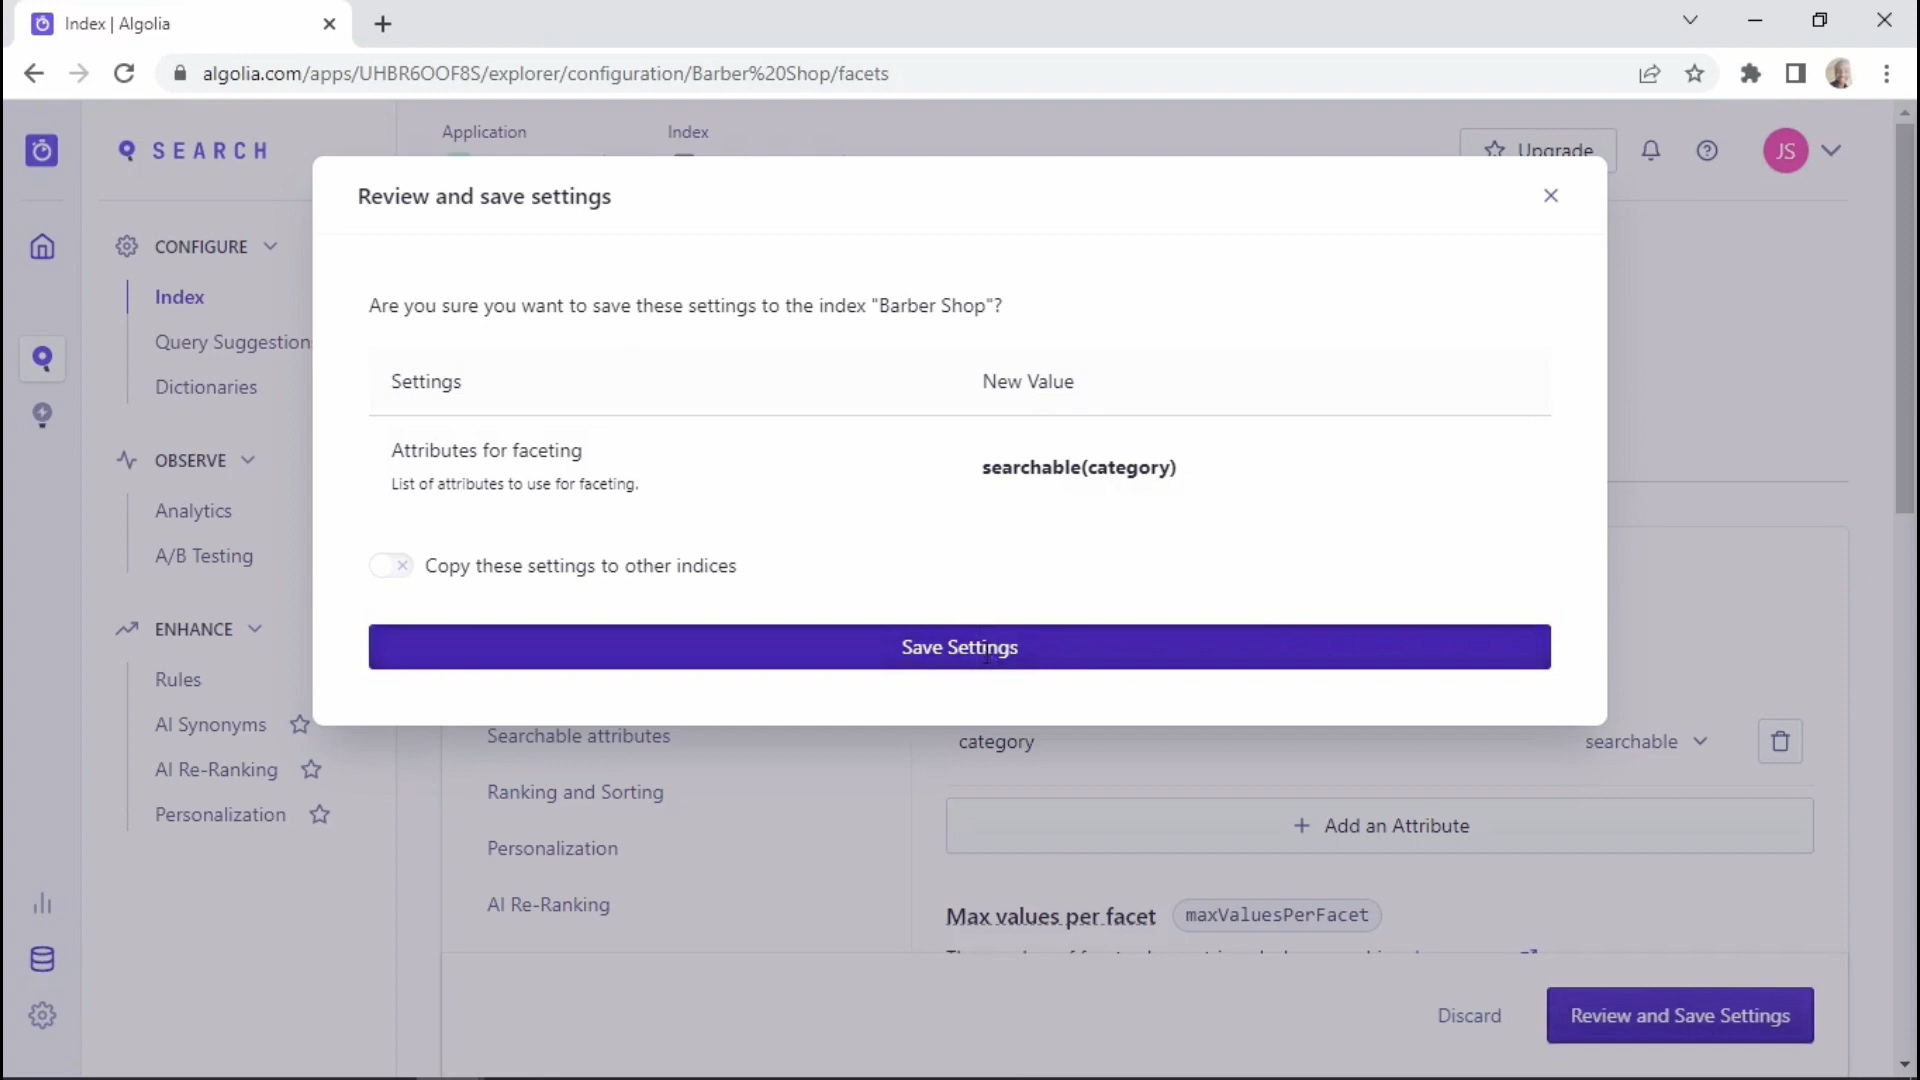 Index | Algolia
algolia.com/apps/UHBR6OOF8S/explorer/configuration/Barber%20Shop/facets
SEARCH
Application
Index
Upgrade
JS
Review and save settings
CONFIGURE
Index
Query Suggestion
Dictionaries
Are you sure you want to save these settings to the index "Barber Shop"?
Settings
New Value
Attributes for faceting
List of attributes to use for faceting.
searchable(category)
OBSERVE
Analytics
A/B Testing
Copy these settings to other indices
Save Settings
ENHANCE
Rules
AI Synonyms
AI Re-Ranking
Personalization
Searchable attributes
Ranking and Sorting
Personalization
AI Re-Ranking
category
searchable
Add an Attribute
Max values per facet
maxValuesPerFacet
Discard
Review and Save Settings